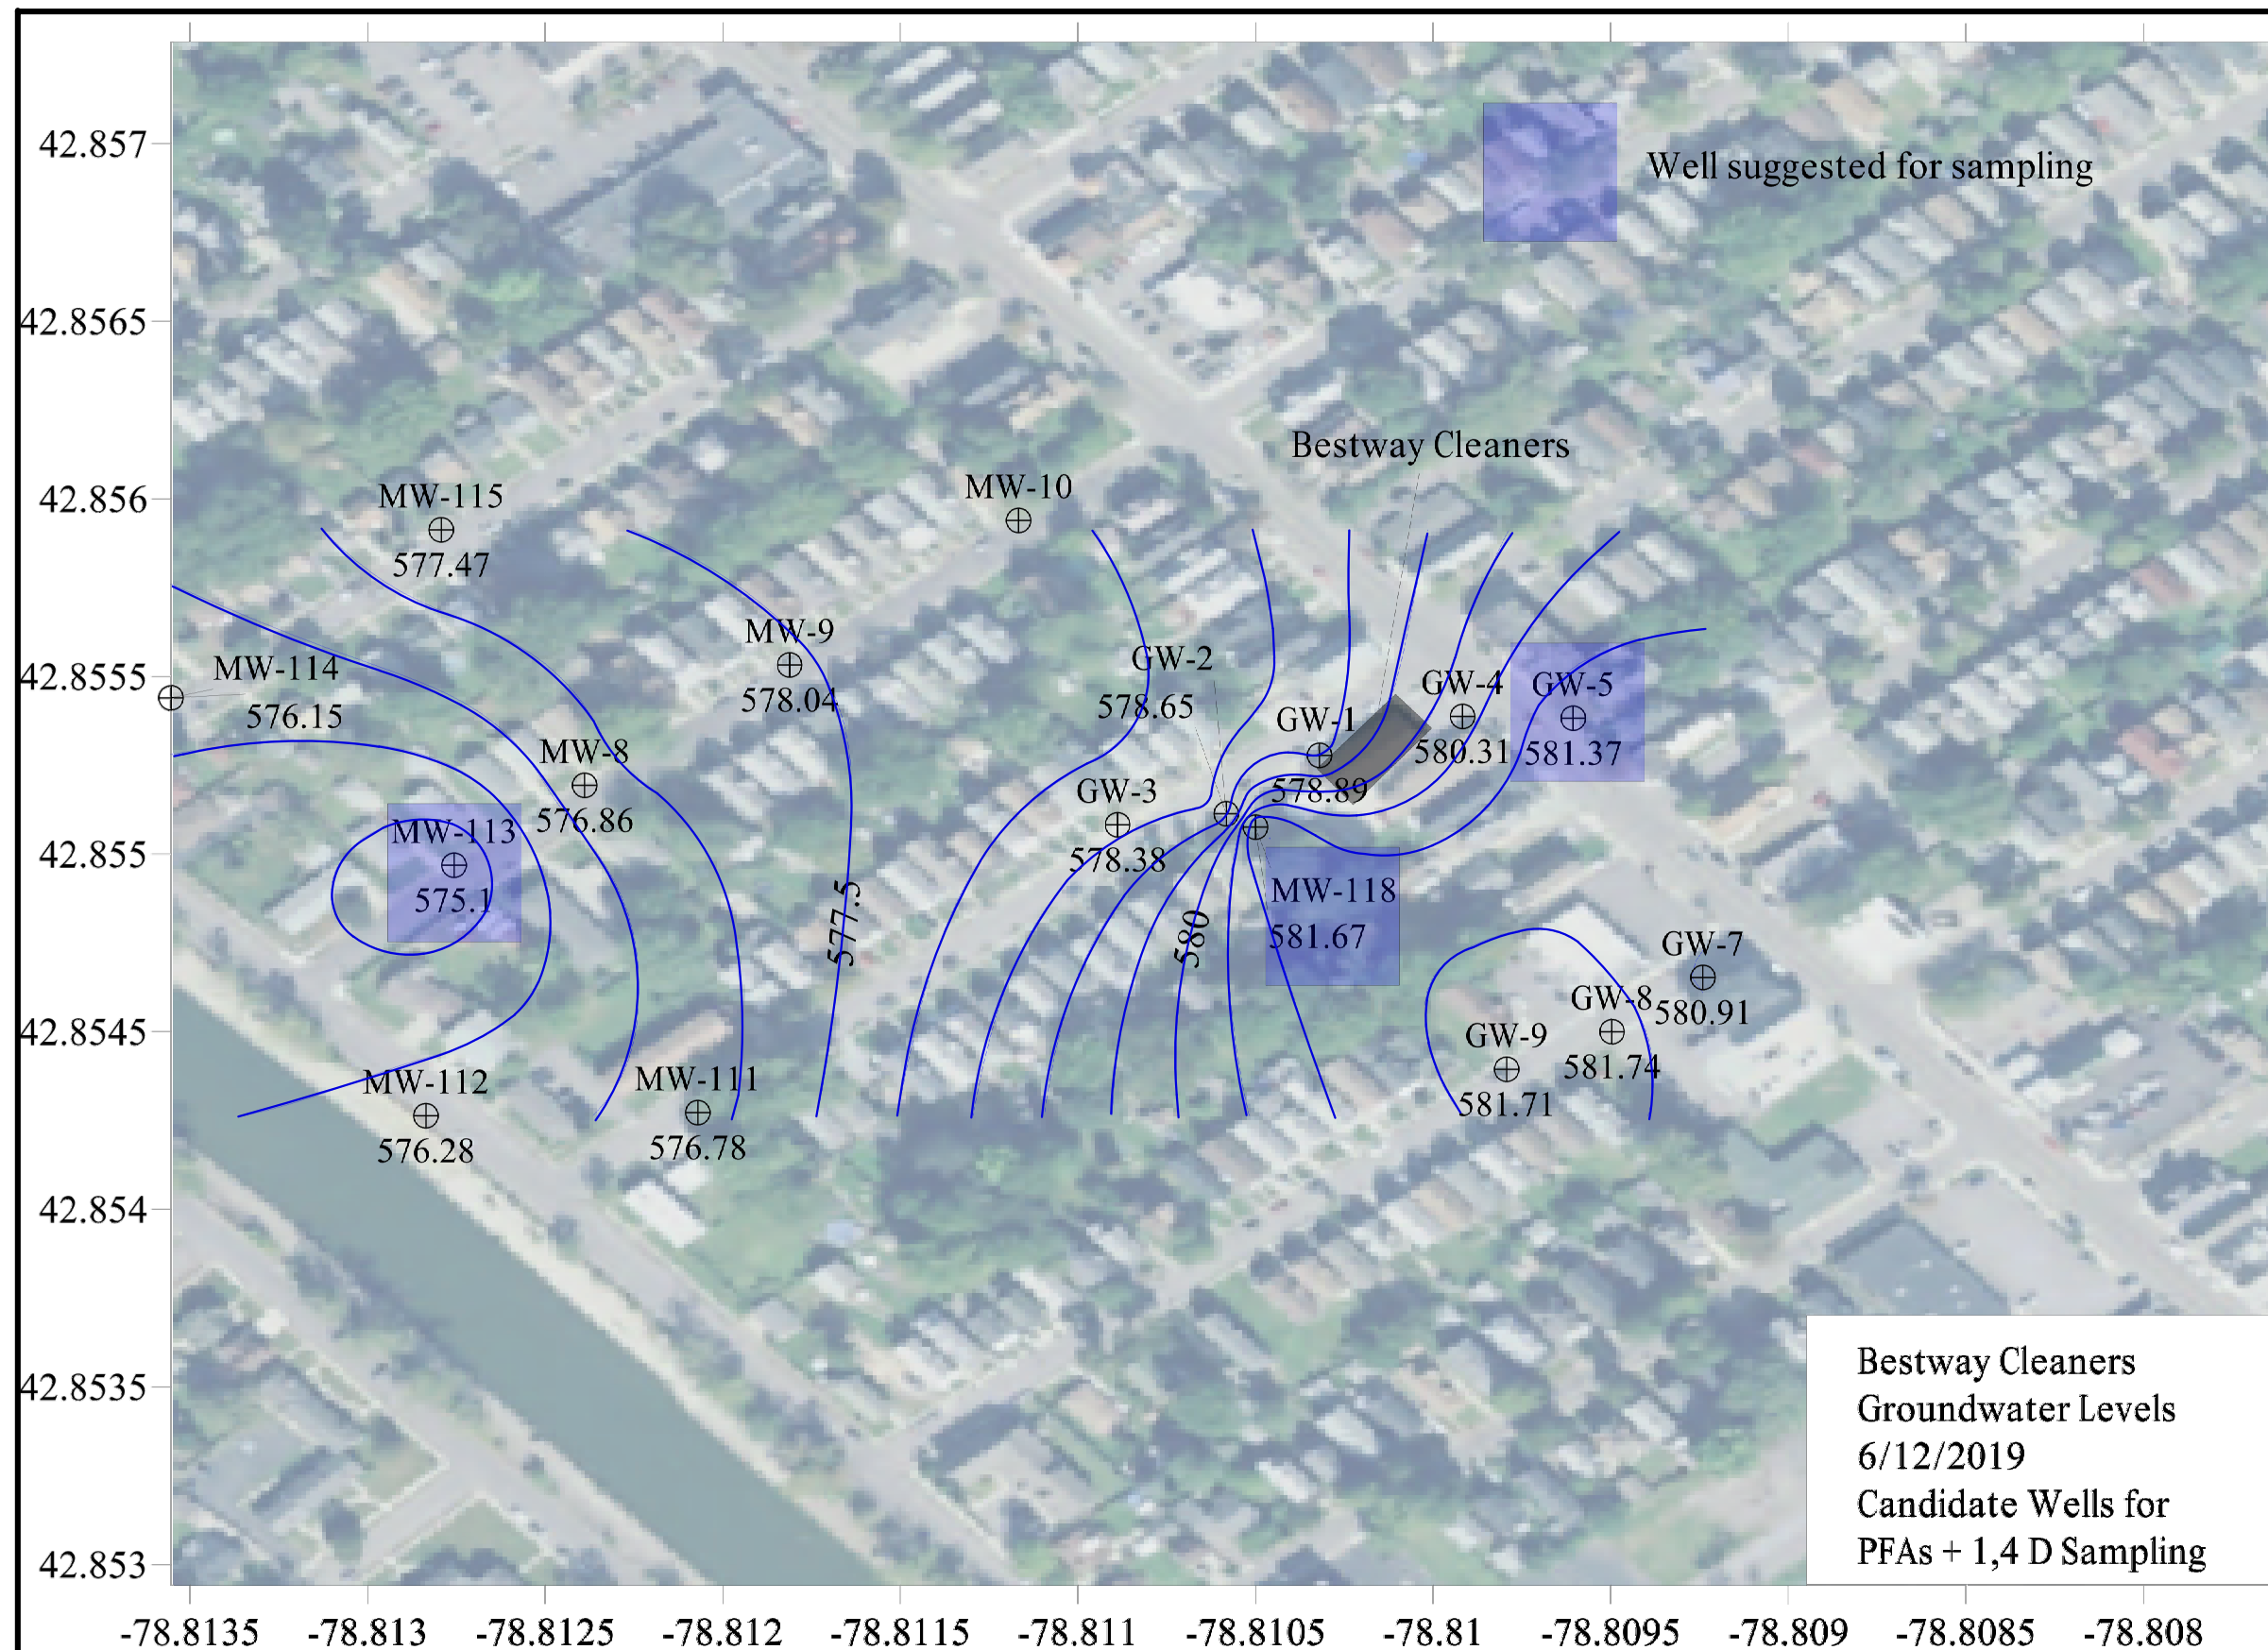 42.857
Well suggested for sampling
42.8565
Bestway Cleaners
42.856
MW-115
577.47
MW-10
MW-9
578.04
GW-2
578.65
42.8555
MW-114
576.15
GW-1
578.89
GW-4
580.31
GW-5
581.37
MW-8
576.86
GW-3
578.38
42.855
MW-113
575.1
577.5
580
MW-118
581.67
GW-7
580.91
GW-8
581.74
GW-9
581.71
42.8545
MW-112
576.28
MW-111
576.78
42.854
42.8535
42.853
Bestway Cleaners
Groundwater Levels
6/12/2019
Candidate Wells for
PFAs + 1,4 D Sampling
-78.8135 -78.813 -78.8125 -78.812 -78.8115 -78.811 -78.8105 -78.81 -78.8095 -78.809 -78.8085 -78.808